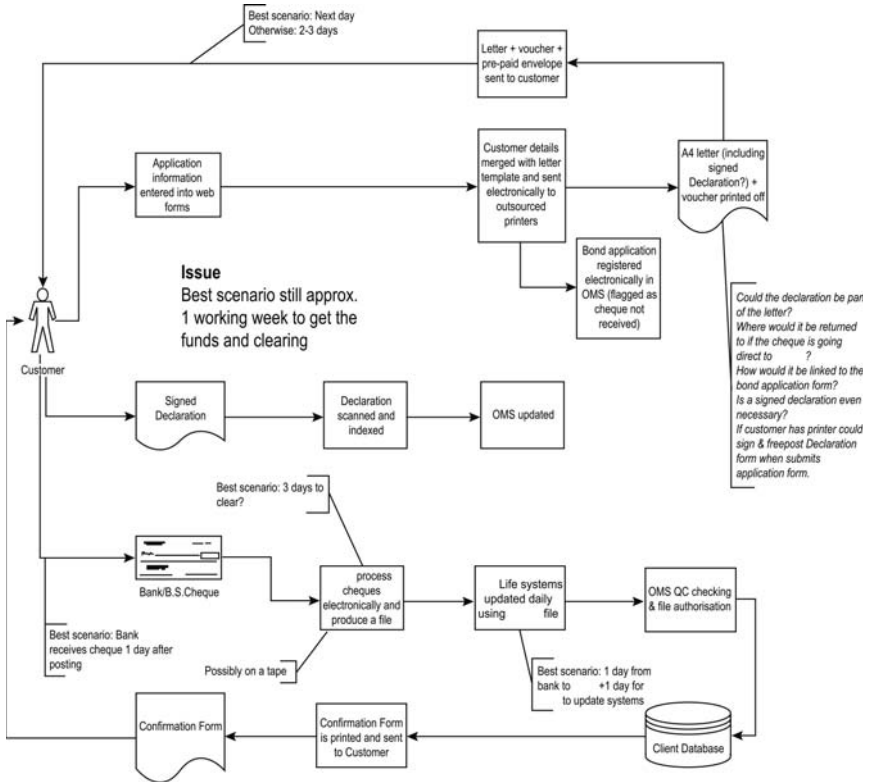 Best scenario: Next day
Otherwise: 2-3 days
Letter + voucher +
pre-paid envelope
sent to customer
Application
information
entered into web
forms
Customer details
merged with letter
template and sent
electronically to
outsourced
printers
A4 letter (including
signed
Declaration?) +
voucher printed off
Bond application
registered
electronically in
OMS (flagged as
cheque not
received)
Issue
Best scenario still approx.
1 working week to get the
funds and clearing
Could the declaration be part
of the letter?
Where would it be returned
to if the cheque is going
direct to ?
How would it be linked to the
bond application form?
Is a signed declaration even
necessary?
If customer has printer could
sign & freepost Declaration
form when submits
application form.
Customer
Signed
Declaration
Declaration
scanned and
indexed
OMS updated
Best scenario: 3 days to
clear?
Bank/B.S.Cheque
process
cheques
electronically and
produce a file
Life systems
updated daily
using file
OMS QC checking
& file authorisation
Best scenario: Bank
receives cheque 1 day after
posting
Possibly on a tape
Best scenario: 1 day from
bank to +1 day for
to update systems
Confirmation Form
Confirmation Form
is printed and sent
to Customer
Client Database